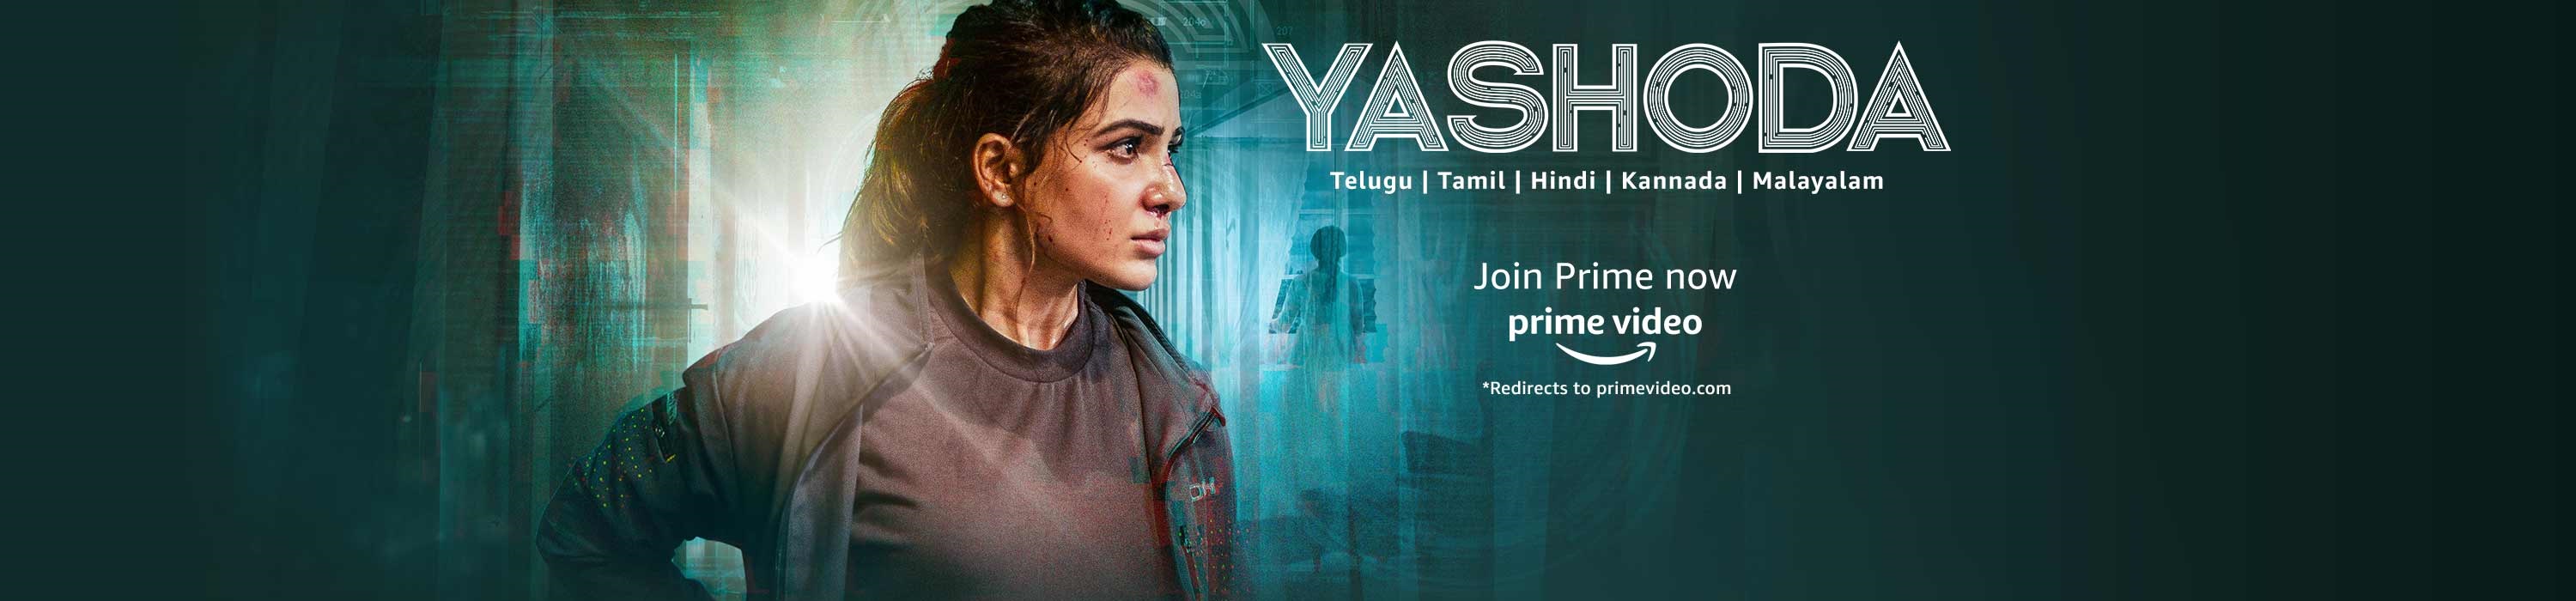 YASHODA
Telugu | Tamil | Hindi | Kannada | Malayalam
Join Prime now
prime video
*Redirects to primevideo.com